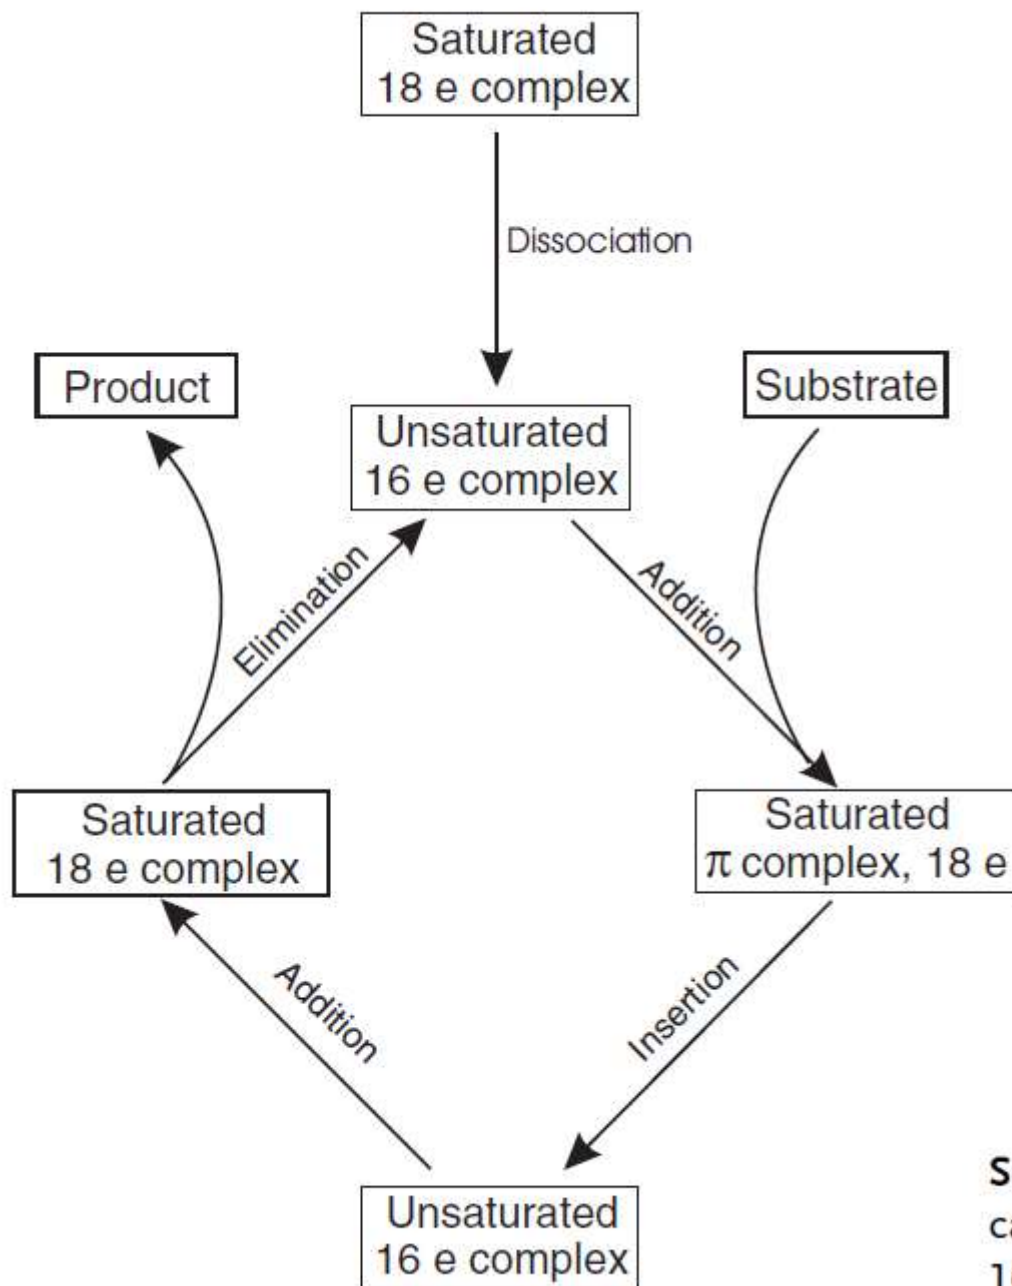 Saturated
18 e complex
Dissociation
Product
Substrate
Unsaturated
16 e complex
Elimination
Addition
Saturated
18 e complex
Saturated
π complex, 18 e
Addition
Insertion
Unsaturated
16 e complex
S
ca